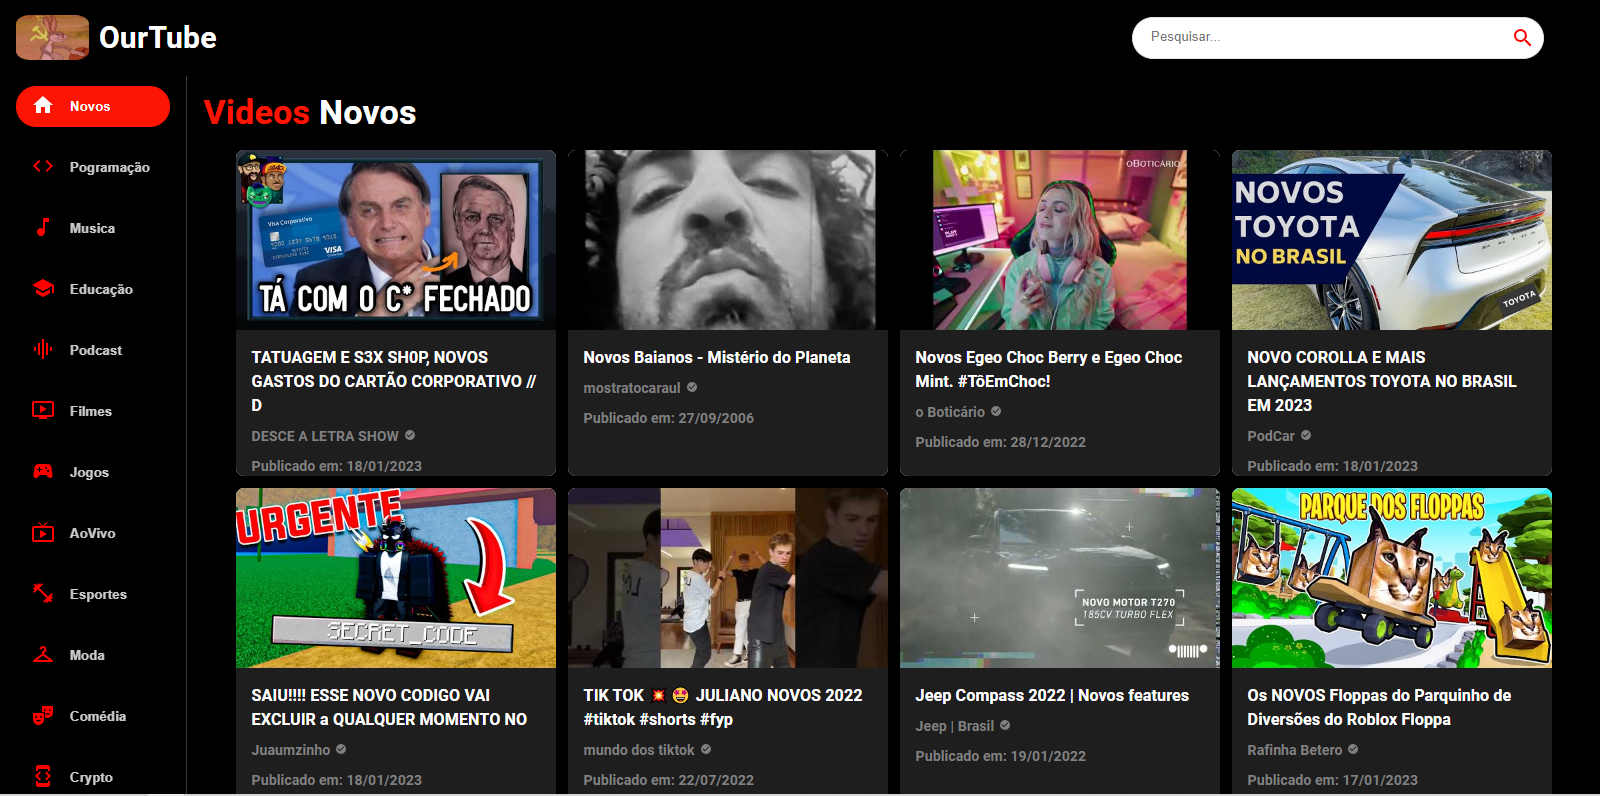 OurTube
Pesquisar...
Novos
Pogramação
Musica
Educação
Podcast
Filmes
Jogos
AoVivo
Esportes
Moda
Comédia
Crypto
Videos Novos
Visa Corporativo
VISA
TÁ COM O C* FECHADO
TATUAGEM E S3X SH0P, NOVOS
GASTOS DO CARTÃO CORPORATIVO //
D
DESCE A LETRA SHOW
Publicado em: 18/01/2023
Novos Baianos - Mistério do Planeta
mostratocaraul
Publicado em: 27/09/2006
oBOTICÁRIO
Novos Egeo Choc Berry e Egeo Choc
Mint. #TôEmChoc!
o Boticário
Publicado em: 28/12/2022
NOVOS
TOYOTA
NO BRASIL
TOYOTA
NOVO COROLLA E MAIS
LANÇAMENTOS TOYOTA NO BRASIL
EM 2023
PodCar
Publicado em: 18/01/2023
URGENTE
SECRET_CODE
SAIU!!!! ESSE NOVO CODIGO VAI
EXCLUIR a QUALQUER MOMENTO NO
Juaumzinho
Publicado em: 18/01/2023
TIK TOK 💥 🤩 JULIANO NOVOS 2022
#tiktok #shorts #fyp
mundo dos tiktok
Publicado em: 22/07/2022
NOVO MOTOR T270
185CV TURBO FLEX
Jeep Compass 2022 | Novos features
Jeep | Brasil
Publicado em: 19/01/2022
PARQUE DOS FLOPPAS
Os NOVOS Floppas do Parquinho de
Diversões do Roblox Floppa
Rafinha Betero
Publicado em: 17/01/2023